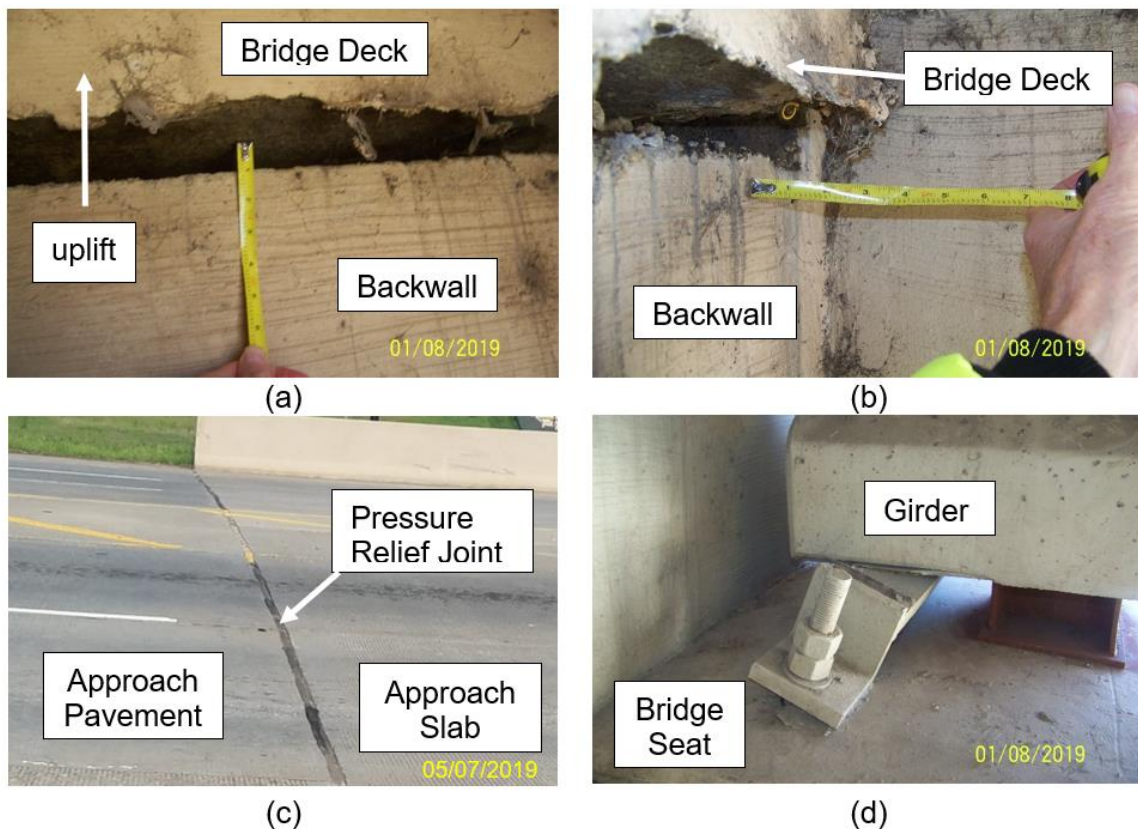 Bridge Deck
uplift
Backwall
01/08/2019
(a)
Bridge Deck
Backwall
01/08/2019
(b)
Pressure
Relief Joint
Approach
Pavement
Approach
Slab
05/07/2019
(c)
Girder
Bridge
Seat
01/08/2019
(d)